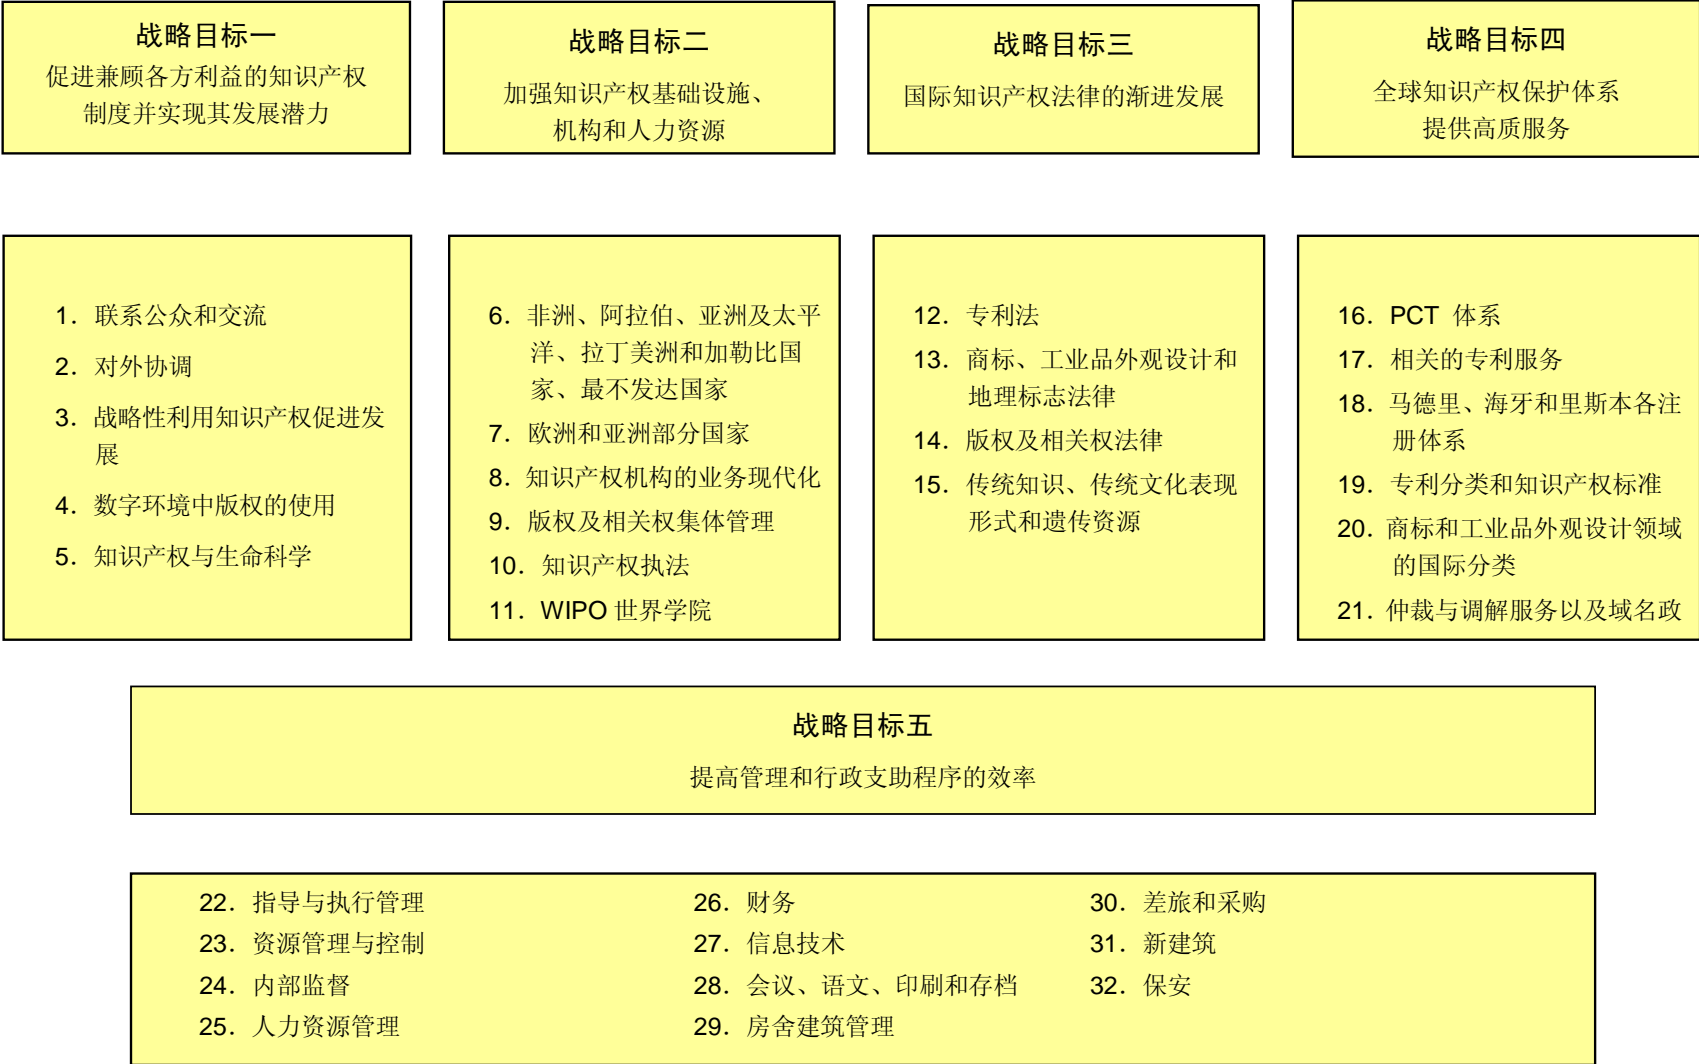 战略目标一
促进兼顾各方利益的知识产权
制度并实现其发展潜力
战略目标二
加强知识产权基础设施、
机构和人力资源
战略目标三
国际知识产权法律的渐进发展
战略目标四
全球知识产权保护体系
提供高质服务
1. 联系公众和交流
2. 对外协调
3. 战略性利用知识产权促进发
展
4. 数字环境中版权的使用
5. 知识产权与生命科学
6. 非洲、阿拉伯、亚洲及太平
洋、拉丁美洲和加勒比国
家、最不发达国家
7. 欧洲和亚洲部分国家
8. 知识产权机构的业务现代化
9. 版权及相关权集体管理
10. 知识产权执法
11. WIPO 世界学院
12. 专利法
13. 商标、工业品外观设计和
地理标志法律
14. 版权及相关权法律
15. 传统知识、传统文化表现
形式和遗传资源
16. PCT 体系
17. 相关的专利服务
18. 马德里、海牙和里斯本各注
册体系
19. 专利分类和知识产权标准
20. 商标和工业品外观设计领域
的国际分类
21. 仲裁与调解服务以及域名政
战略目标五
提高管理和行政支助程序的效率
22. 指导与执行管理
23. 资源管理与控制
24. 内部监督
25. 人力资源管理
26. 财务
27. 信息技术
28. 会议、语文、印刷和存档
29. 房舍建筑管理
30. 差旅和采购
31. 新建筑
32. 保安